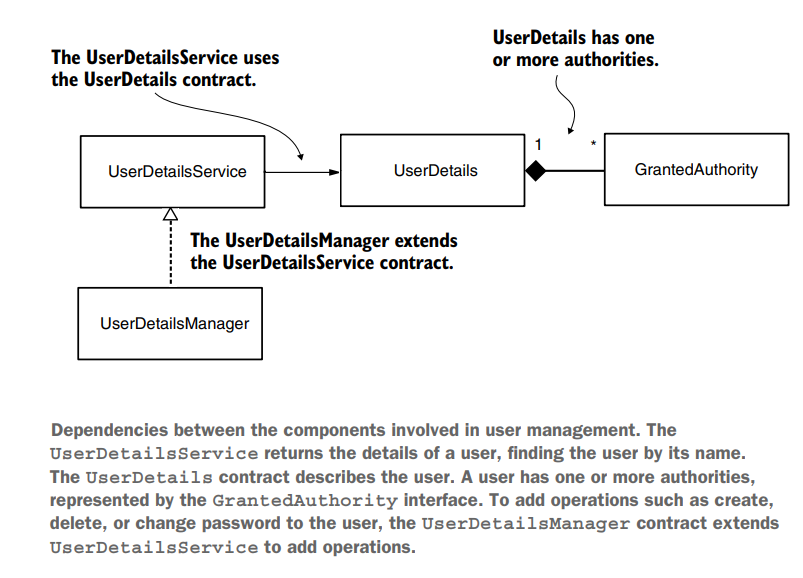 The UserDetailsService uses
the UserDetails contract.
UserDetails has one
or more authorities.
UserDetailsService
UserDetails
1
*
GrantedAuthority
The UserDetailsManager extends
the UserDetailsService contract.
UserDetailsManager
Dependencies between the components involved in user management. The
UserDetailsService returns the details of a user, finding the user by its name.
The UserDetails contract describes the user. A user has one or more authorities,
represented by the GrantedAuthority interface. To add operations such as create,
delete, or change password to the user, the UserDetailsManager contract extends
UserDetailsService to add operations.